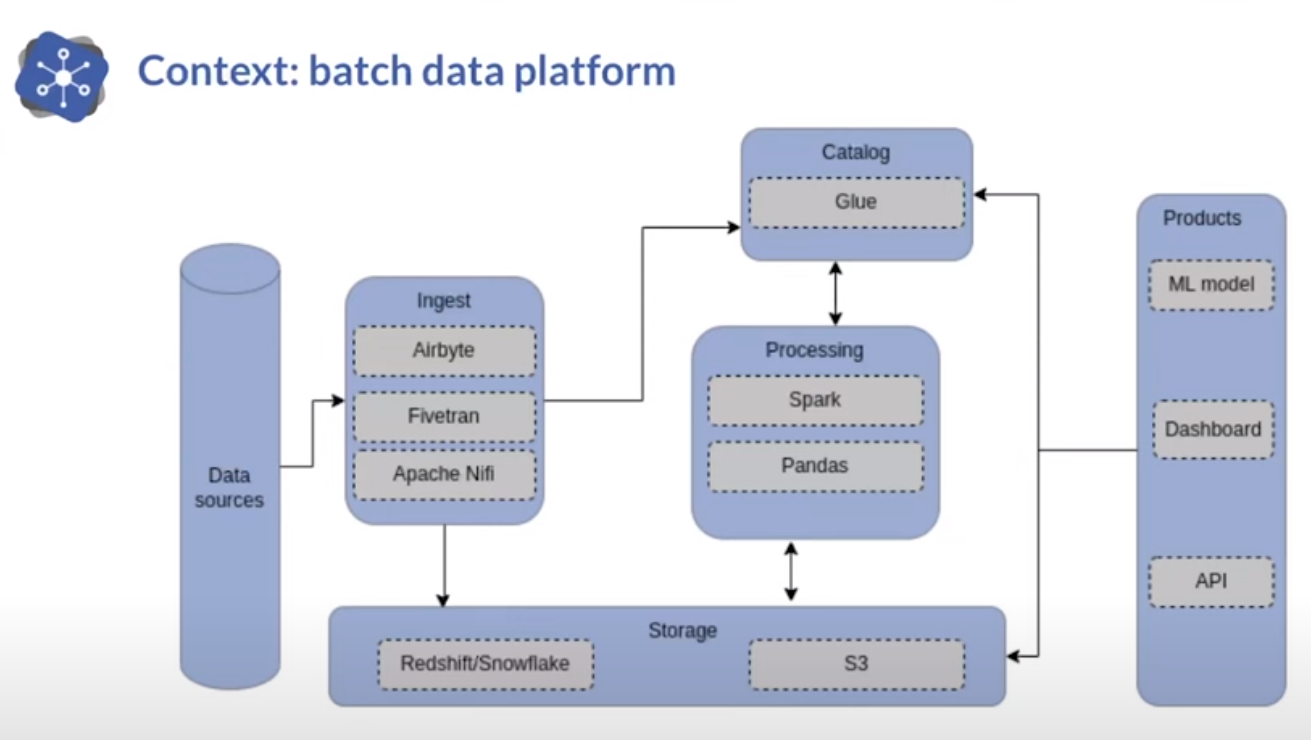 Context: batch data platform
Catalog
Glue
Products
ML model
Dashboard
API
Data
sources
Ingest
Airbyte
Fivetran
Apache Nifi
Processing
Spark
Pandas
Storage
Redshift/Snowflake
S3